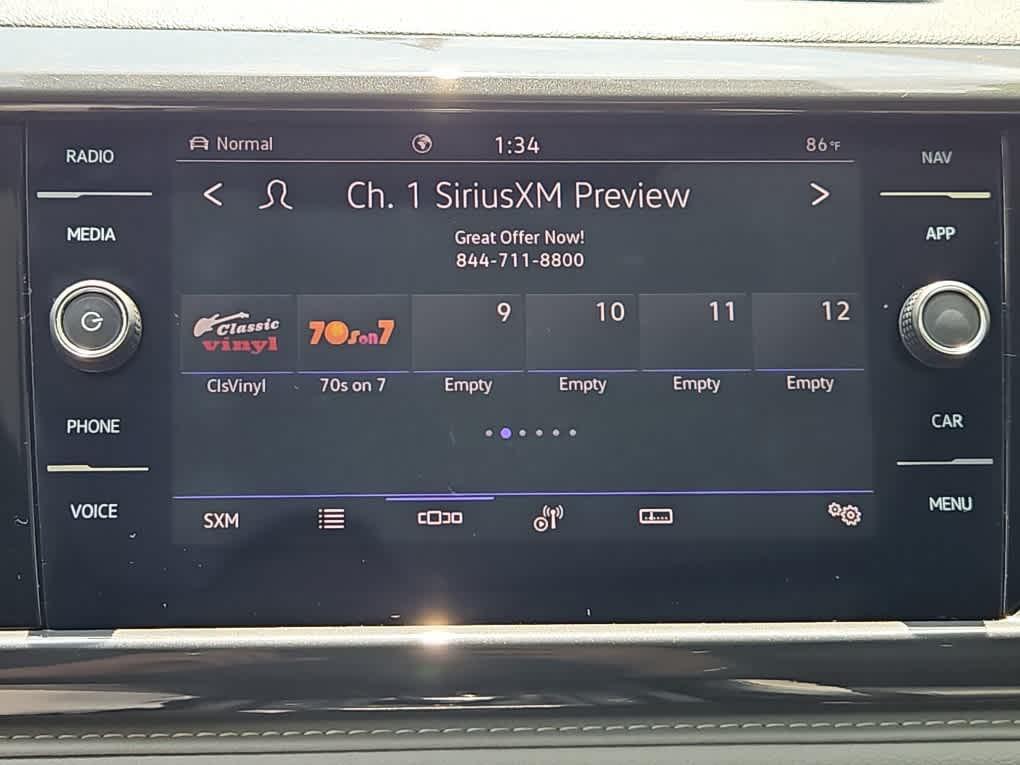 RADIO
MEDIA
PHONE
VOICE
Normal
1:34
86°F
Ch. 1 SiriusXM Preview
Great Offer Now!
844-711-8800
Classic
vinyl
70s on 7
9
10
11
12
ClsVinyl
70s on 7
Empty
Empty
Empty
Empty
SXM
NAV
APP
CAR
MENU